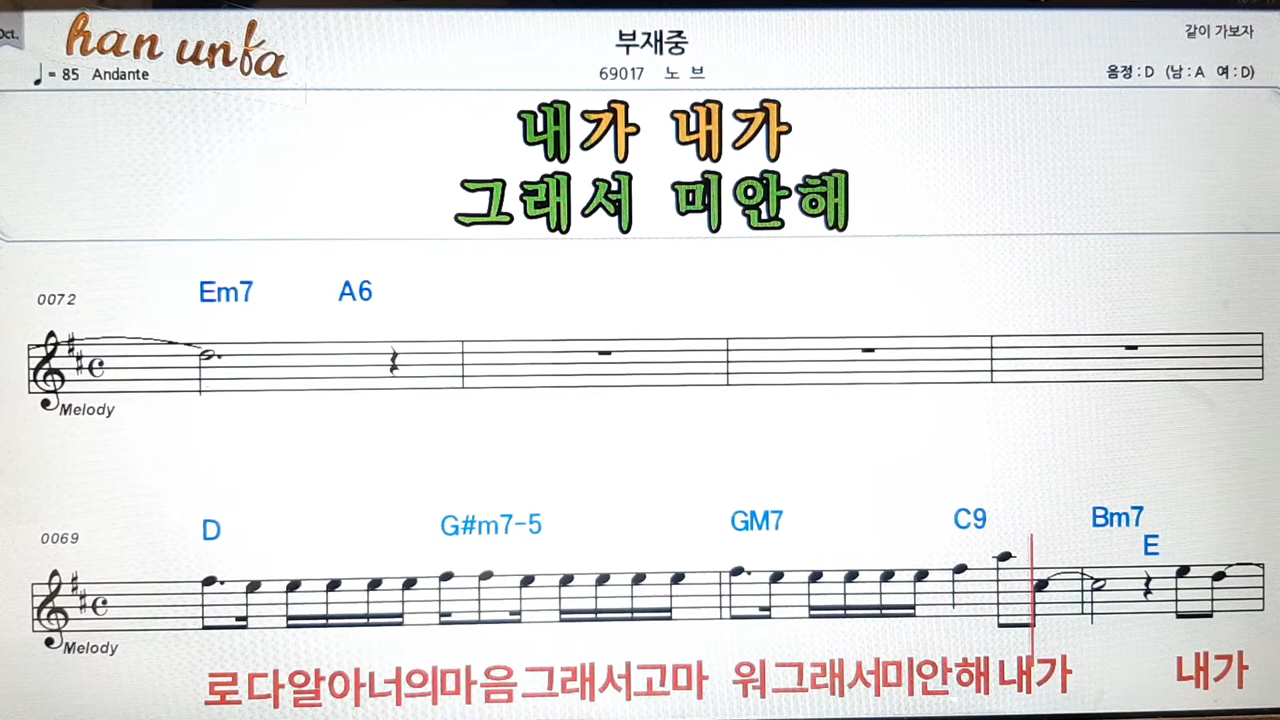 Oct.
han unfa
부재중
같이 가보자
♩= 85 Andante
69017 노 브
음정 : D (남 : A 여 : D)
내가 내가
그래서 미안해
0072
Em7 A6
Melody
0069
D G#m7-5 GM7 C9 Bm7
E
Melody
로다알아너의마음그래서고마 워그래서미안해내가 내가